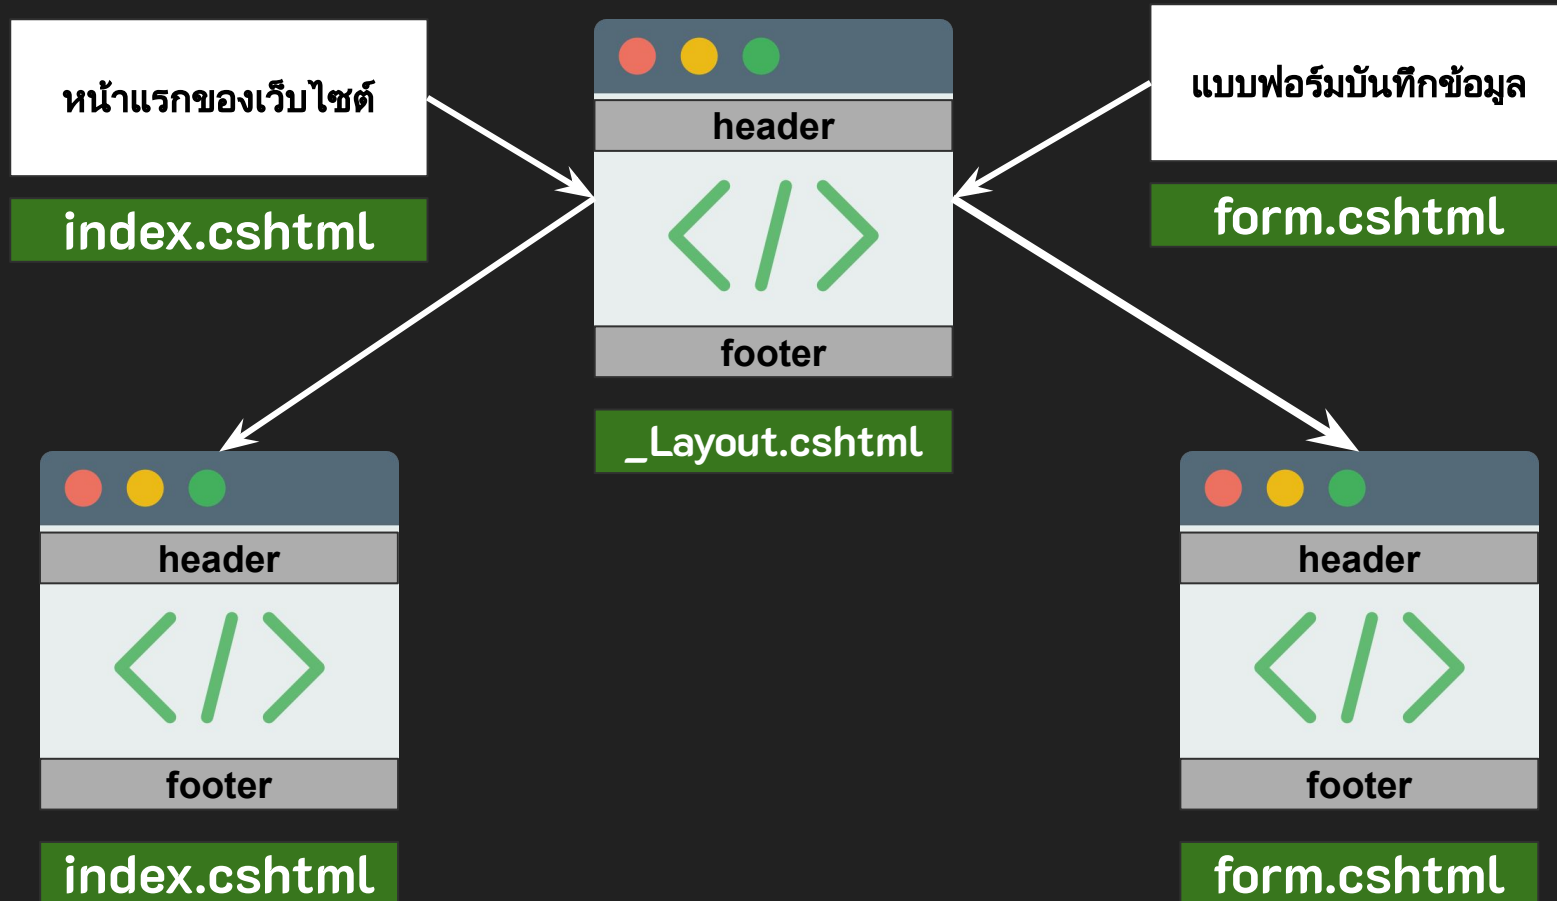 หน้าแรกของเว็บไซต์
index.cshtml
header
footer
_Layout.cshtml
แบบฟอร์มบันทึกข้อมูล
form.cshtml
header
footer
index.cshtml
header
footer
form.cshtml